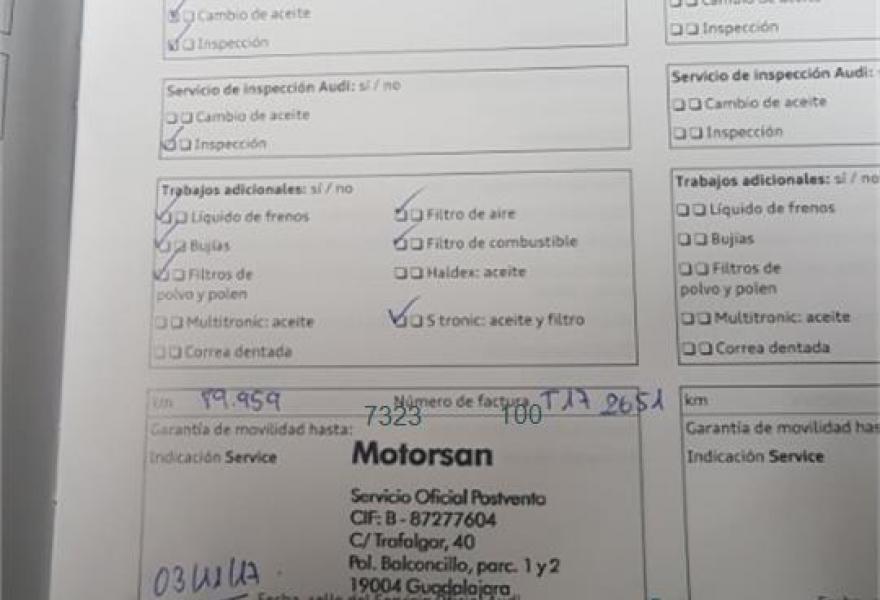 Cambio de aceite
Inspección
Servicio de inspección Audi: sí / no
Cambio de aceite
Inspección
Trabajos adicionales: sí / no
Líquido de frenos
Filtro de aire
Bujías
Filtro de combustible
Filtros de
polvo y polen
Haldex: aceite
Multitronic: aceite
S tronic: aceite y filtro
Correa dentada
km 89.959 Número de factura T17 2651
7323 100
Garantía de movilidad hasta:
Indicación Service
Motorsan
Servicio Oficial Postventa
CIF: B - 87277604
C/ Trafalgar, 40
Pol. Balconcillo, parc. 1 y 2
19004 Guadalajara
03/11/17
Cambio de aceite
Inspección
Servicio de inspección Audi:
Cambio de aceite
Inspección
Trabajos adicionales: sí / no
Líquido de frenos
Bujías
Filtros de
polvo y polen
Multitronic: aceite
Correa dentada
km
Garantía de movilidad has
Indicación Service